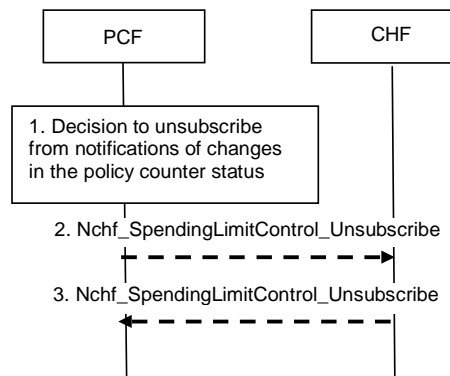 PCF
CHF
1. Decision to unsubscribe
from notifications of changes
in the policy counter status
2. Nchf_SpendingLimitControl_Unsubscribe
3. Nchf_SpendingLimitControl_Unsubscribe